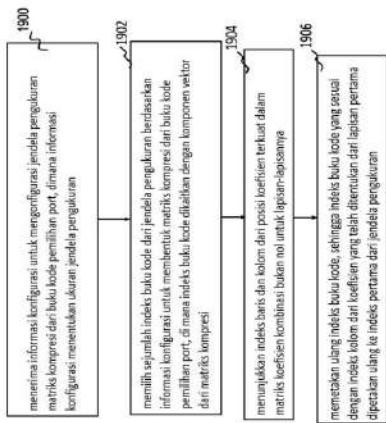 1900
menerima informasi konfigurasi untuk mengonfigurasi jendela pengukuran
matriks kompresi dari buku kode pemilihan port, dimana informasi
konfigurasi menentukan ukuran jendela pengukuran
1902
memilih sejumlah indeks buku kode dari jendela pengukuran berdasarkan
informasi konfigurasi untuk membentuk matriks kompresi dari buku kode
pemilihan port, di mana indeks buku kode dikaitkan dengan komponen vektor
dari matriks kompresi
1904
menunjukkan indeks baris dan kolom dari posisi koefisien terkuat dalam
matriks koefisien kombinasi bukan nol untuk lapisan-lapisannya
1906
memetakan ulang indeks buku kode, sehingga indeks buku kode yang sesuai
dengan indeks kolom dari koefisien yang telah ditentukan dari lapisan pertama
dipetakan ulang ke indeks pertama dari jendela pengukuran